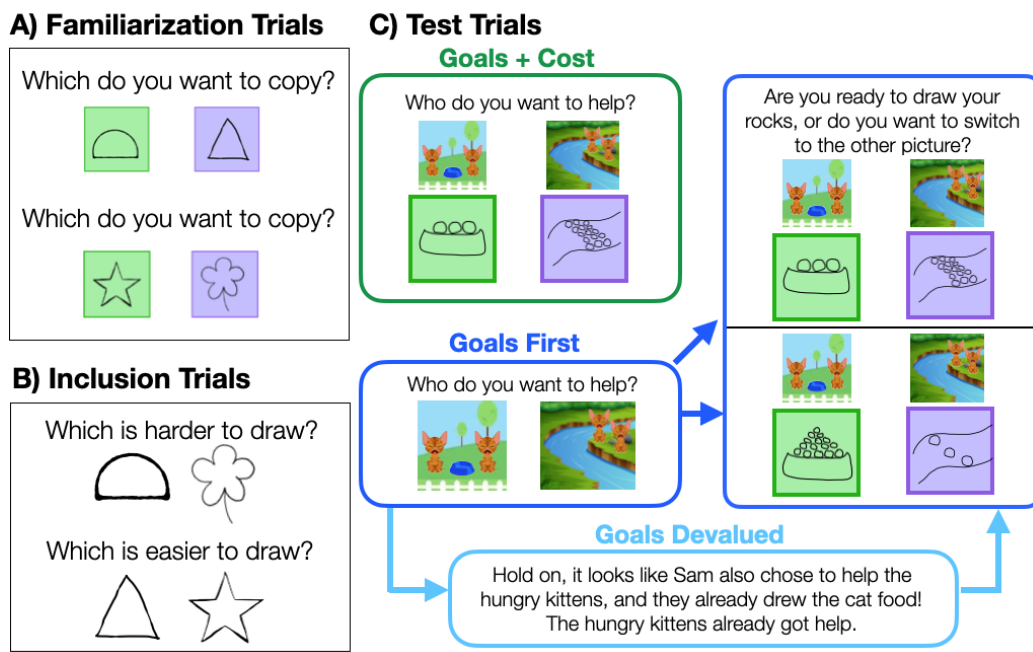 A) Familiarization Trials
Which do you want to copy?
Which do you want to copy?
B) Inclusion Trials
Which is harder to draw?
Which is easier to draw?
C) Test Trials
Goals + Cost
Who do you want to help?
Goals First
Who do you want to help?
Are you ready to draw your
rocks, or do you want to switch
to the other picture?
Goals Devalued
Hold on, it looks like Sam also chose to help the
hungry kittens, and they already drew the cat food!
The hungry kittens already got help.